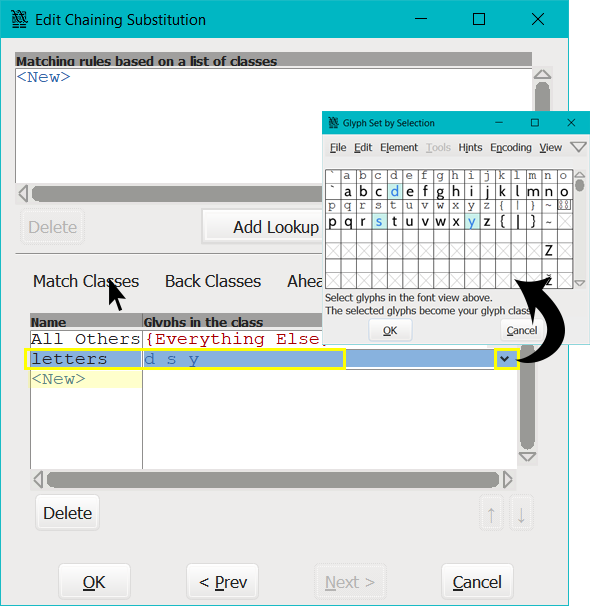 Edit Chaining Substitution
Matching rules based on a list of classes
<New>
Delete
Add Lookup
Match Classes Back Classes Ahea
Name Glyphs in the class
All Others {Everything Else
letters d s y
<New>
Delete
OK < Prev Next > Cancel
Glyph Set by Selection
File Edit Element Tools Hints Encoding View
` a b c d e f g h i j k l m n o
` a b c d e f g h i j k l m n o
p q r s t u v w x y z { | } ~
p q r s t u v w x y z { | } ~
Z
Select glyphs in the font view above.
The selected glyphs become your glyph clas
OK Cancel